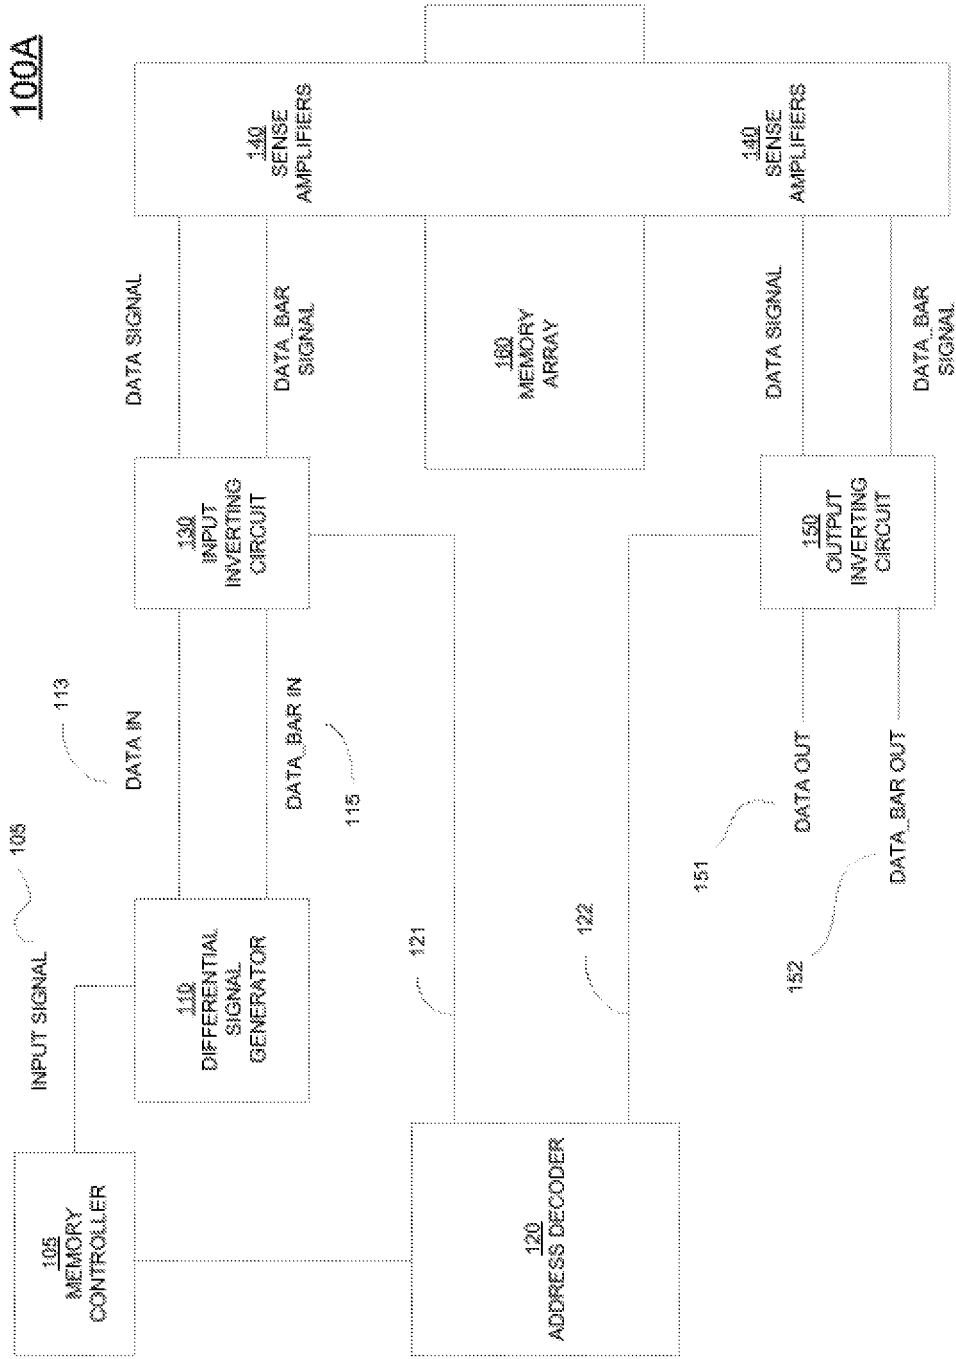 100A
INPUT SIGNAL
105
MEMORY
CONTROLLER
113
DATA IN
DATA SIGNAL
110
DIFFERENTIAL
SIGNAL
GENERATOR
130
INPUT
INVERTING
CIRCUIT
140
SENSE
AMPLIFIERS
DATA_BAR IN
115
DATA_BAR
SIGNAL
121
160
MEMORY
ARRAY
120
ADDRESS DECODER
122
151
DATA OUT
DATA SIGNAL
140
SENSE
AMPLIFIERS
150
OUTPUT
INVERTING
CIRCUIT
152
DATA_BAR OUT
DATA_BAR
SIGNAL